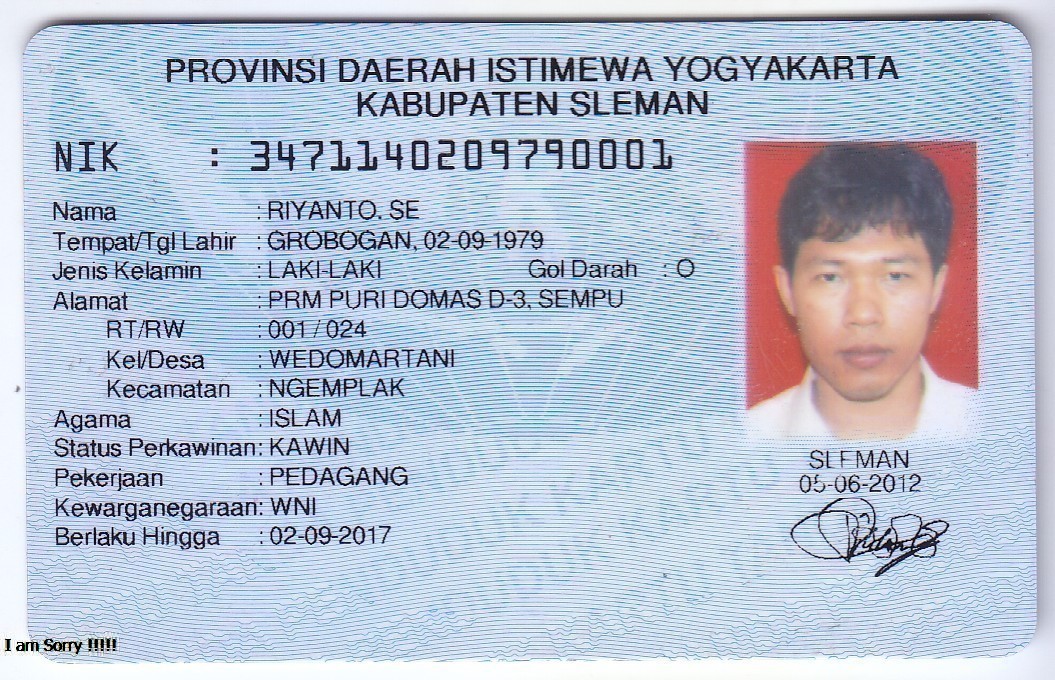 PROVINSI DAERAH ISTIMEWA YOGYAKARTA
KABUPATEN SLEMAN
NIK : 3471140209790001
Nama : RIYANTO. SE
Tempat/Tgl Lahir : GROBOGAN, 02-09-1979
Jenis Kelamin : LAKI-LAKI Gol Darah : O
Alamat : PRM PURI DOMAS D-3, SEMPU
RT/RW : 001 / 024
Kel/Desa : WEDOMARTANI
Kecamatan : NGEMPLAK
Agama : ISLAM
Status Perkawinan: KAWIN
Pekerjaan : PEDAGANG
Kewarganegaraan: WNI
Berlaku Hingga : 02-09-2017
SLEMAN
05-06-2012
I am Sorry !!!!!